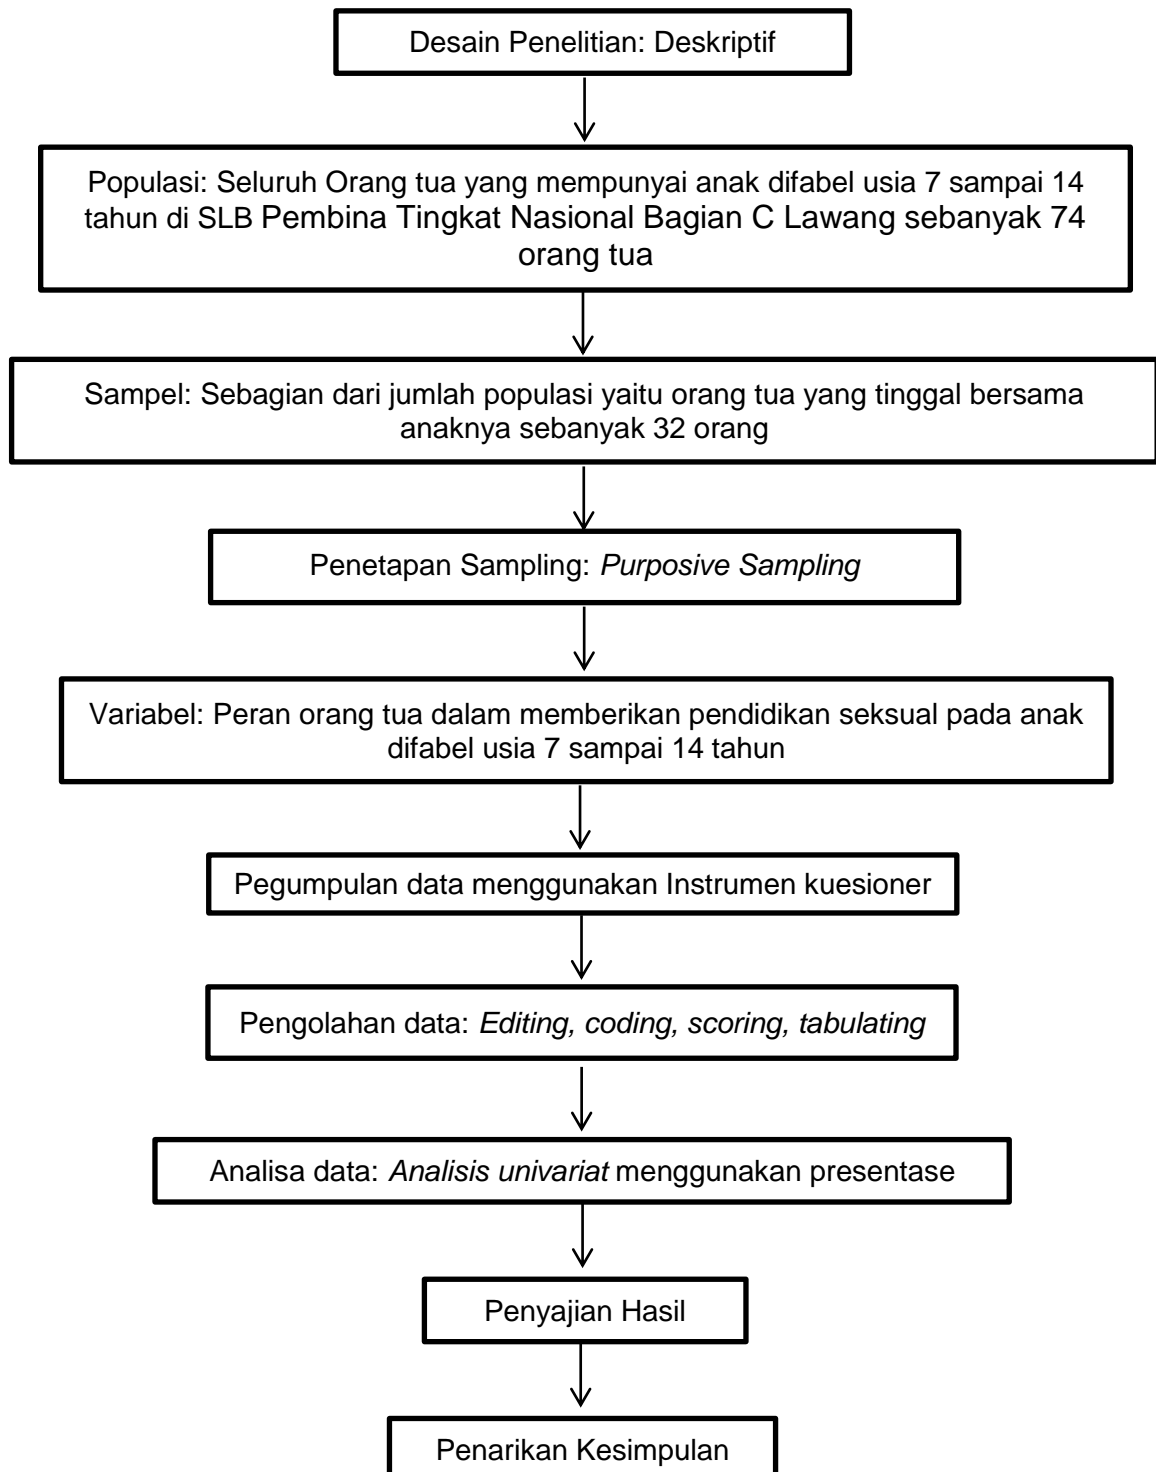 Desain Penelitian: Deskriptif
Populasi: Seluruh Orang tua yang mempunyai anak difabel usia 7 sampai 14
tahun di SLB Pembina Tingkat Nasional Bagian C Lawang sebanyak 74
orang tua
Sampel: Sebagian dari jumlah populasi yaitu orang tua yang tinggal bersama
anaknya sebanyak 32 orang
Penetapan Sampling: Purposive Sampling
Variabel: Peran orang tua dalam memberikan pendidikan seksual pada anak
difabel usia 7 sampai 14 tahun
Pegumpulan data menggunakan Instrumen kuesioner
Pengolahan data: Editing, coding, scoring, tabulating
Analisa data: Analisis univariat menggunakan presentase
Penyajian Hasil
Penarikan Kesimpulan